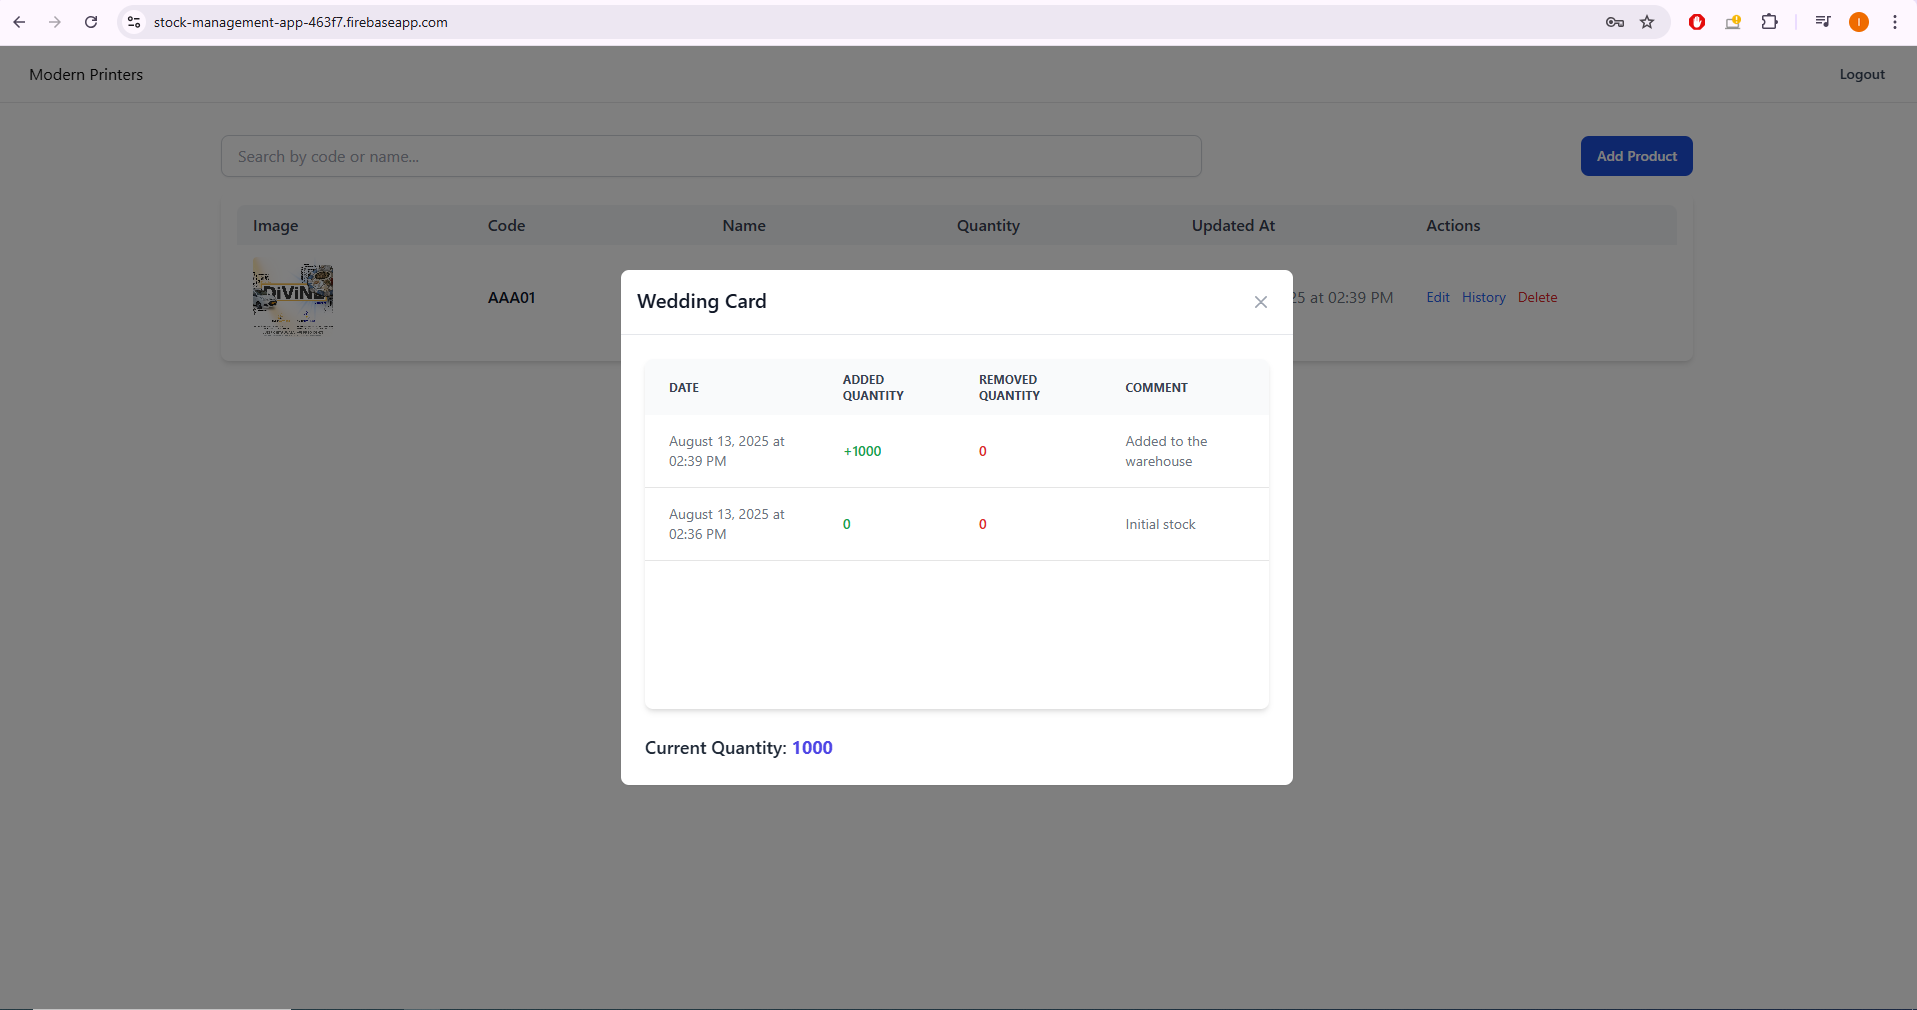 stock-management-app-463f7.firebaseapp.com
I
Modern Printers
Logout
Search by code or name...
Add Product
Image Code Name Quantity Updated At Actions
DiViN
AAA01
25 at 02:39 PM
Edit History Delete
Wedding Card
DATE
ADDED
QUANTITY
REMOVED
QUANTITY
COMMENT
August 13, 2025 at
02:39 PM
+1000
0
Added to the
warehouse
August 13, 2025 at
02:36 PM
0
0
Initial stock
Current Quantity: 1000